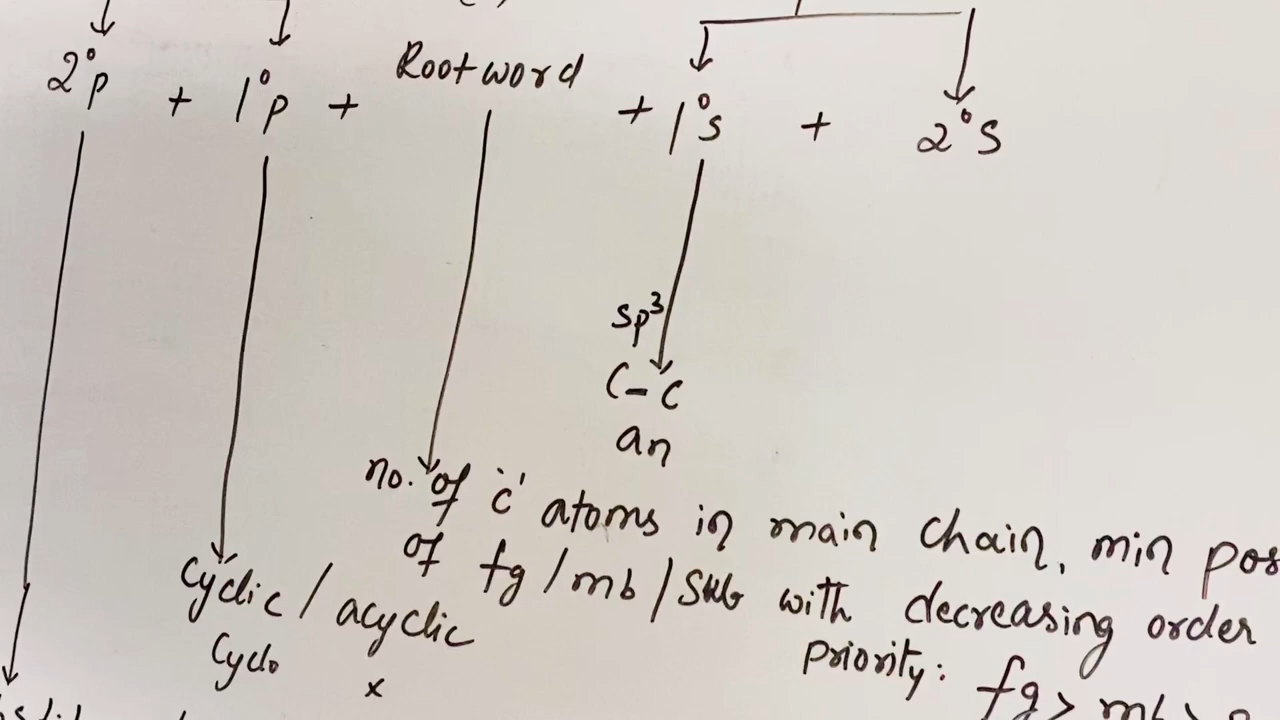 2°p + 1°p + Rootword + 1°s + 2°s
sp³
C-C
an
no. of 'c' atoms in main chain, min pos
of fg/mb/sub with decreasing order
cyclic / acyclic
priority:
cyclo x
fg > mb >